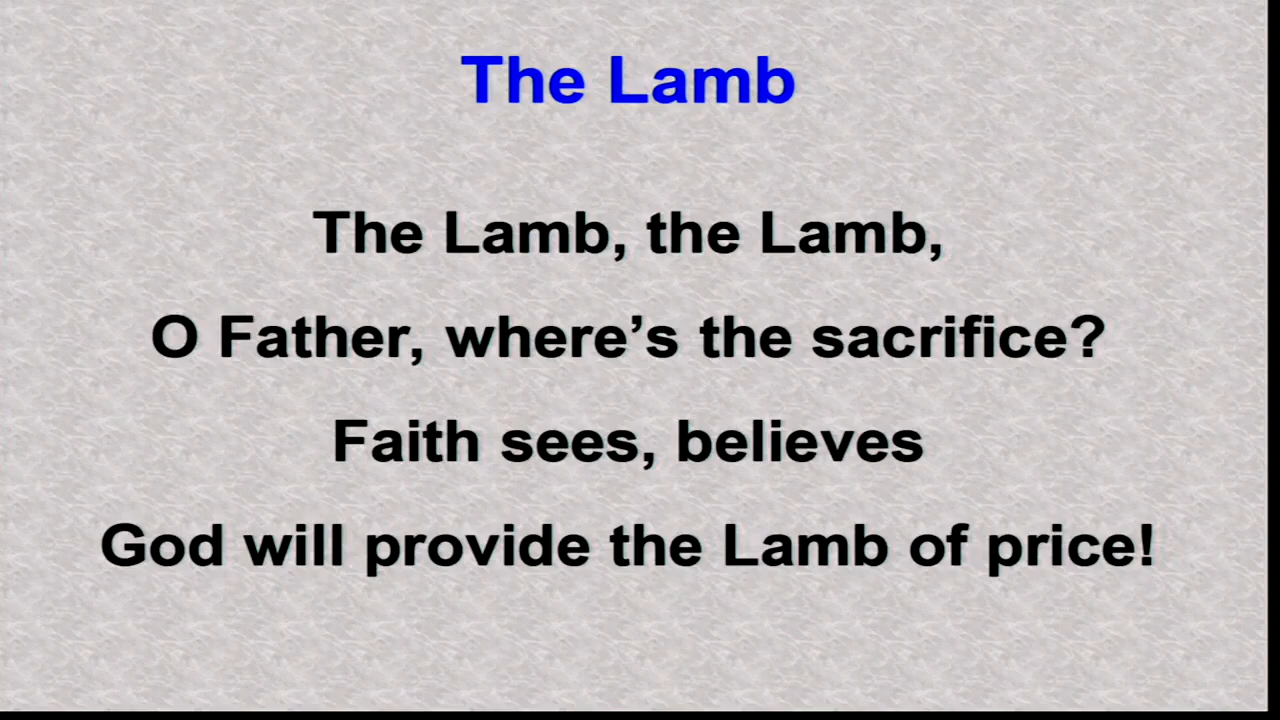 The Lamb
The Lamb, the Lamb,
O Father, where’s the sacrifice?
Faith sees, believes
God will provide the Lamb of price!